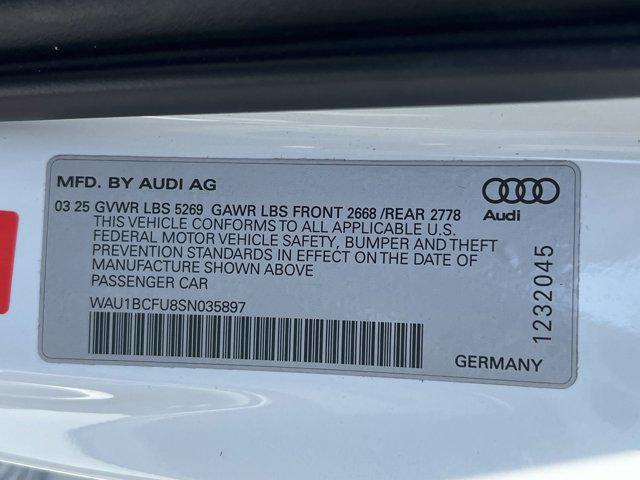 MFD. BY AUDI AG
Audi
03 25 GVWR LBS 5269 GAWR LBS FRONT 2668 /REAR 2778
THIS VEHICLE CONFORMS TO ALL APPLICABLE U.S.
FEDERAL MOTOR VEHICLE SAFETY, BUMPER AND THEFT
PREVENTION STANDARDS IN EFFECT ON THE DATE OF
MANUFACTURE SHOWN ABOVE
PASSENGER CAR
WAU1BCFU8SN035897
1232045
GERMANY